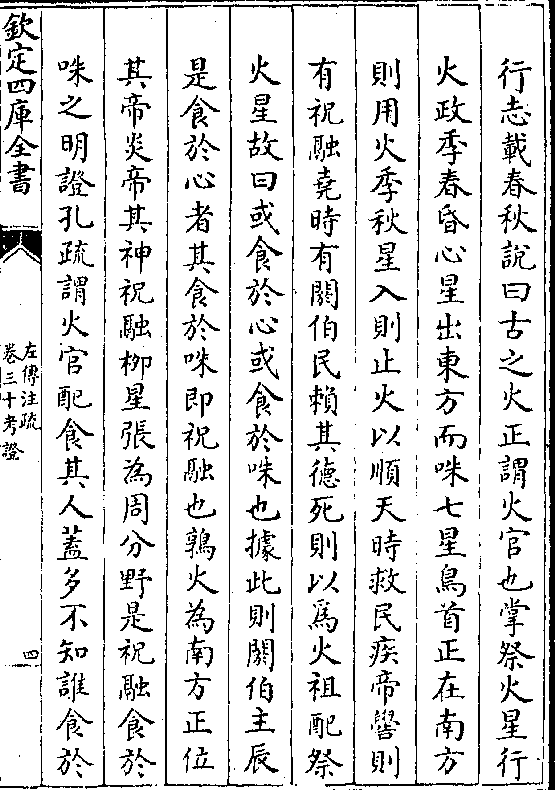 行志載春秋說曰古之火正謂火官也掌祭火星行
火政季春昏心星出東方而咮七星鳥首正在南方
則用火季秋星入則止火以順天時救民疾帝嚳則
有祝融堯時有閼伯民賴其德死則以爲火祖配祭
火星故曰或食於心或食於咮也據此則閼伯主辰
是食於心者其食於咮即祝融也鶉火為南方正位
其帝炎帝其神祝融柳星張為周分野是祝融食於
咮之明證孔疏謂火官配食其人蓋多不知誰食於
欽定四庫全書
左傳注疏
卷三十考證
四